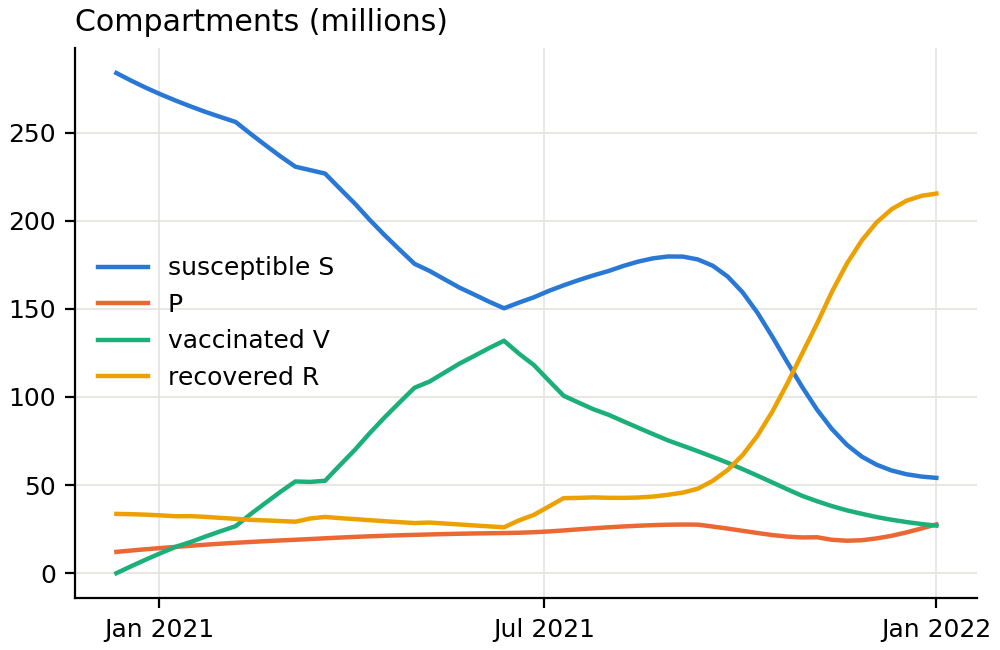 Compartments (millions)
250
200
150
100
50
0
susceptible S
P
vaccinated V
recovered R
Jan 2021
Jul 2021
Jan 2022